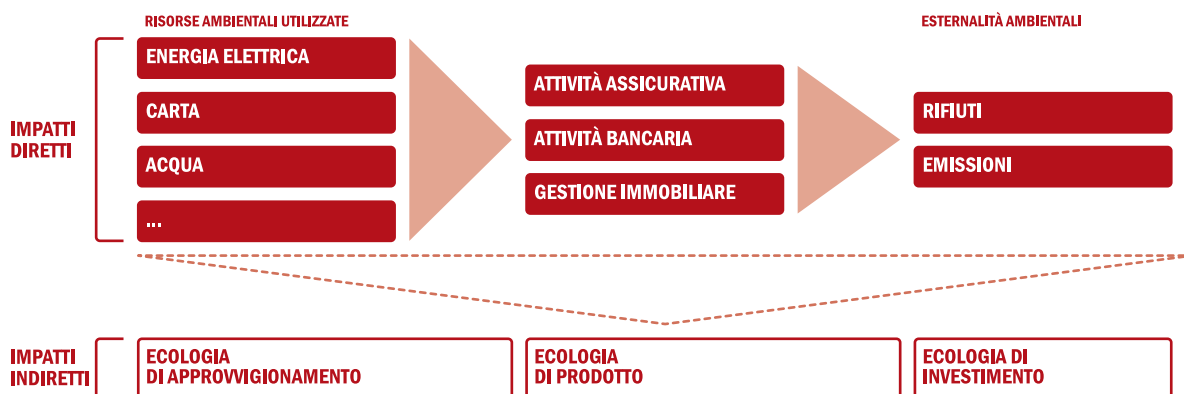 RISORSE AMBIENTALI UTILIZZATE
ESTERNALITÀ AMBIENTALI
IMPATTI
DIRETTI
ENERGIA ELETTRICA
CARTA
ACQUA
...
ATTIVITÀ ASSICURATIVA
ATTIVITÀ BANCARIA
GESTIONE IMMOBILIARE
RIFIUTI
EMISSIONI
IMPATTI
INDIRETTI
ECOLOGIA
DI APPROVVIGIONAMENTO
ECOLOGIA
DI PRODOTTO
ECOLOGIA DI
INVESTIMENTO